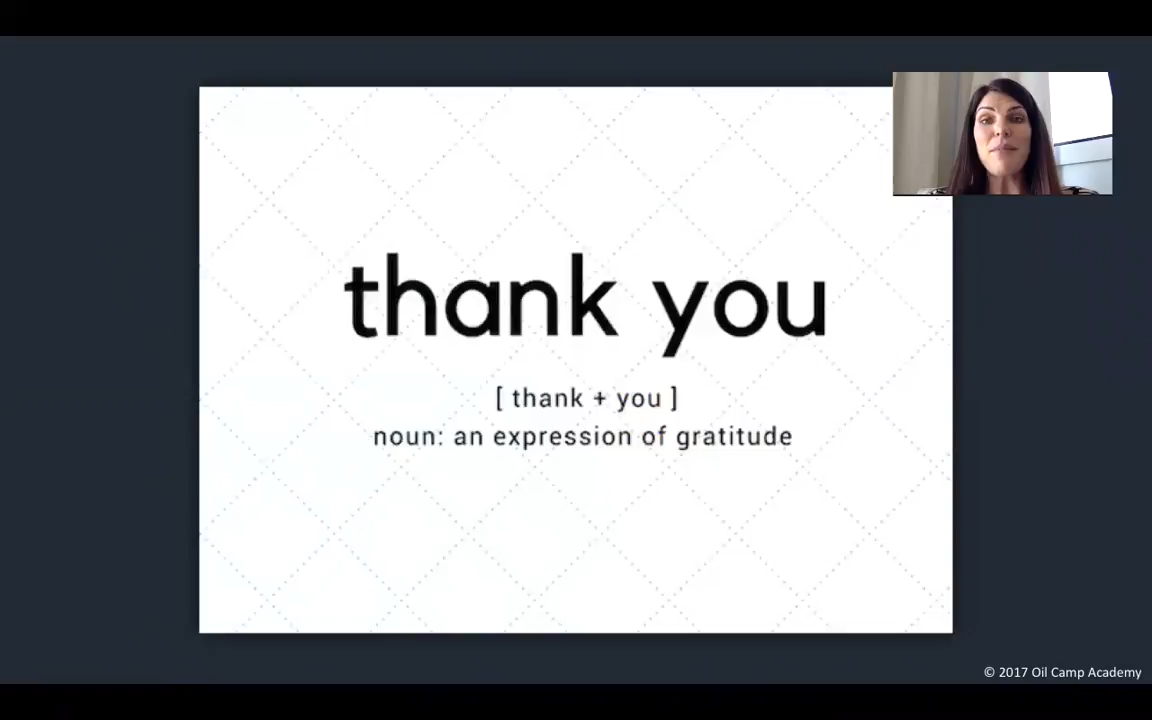 thank you
[ thank + you ]
noun: an expression of gratitude
© 2017 Oil Camp Academy